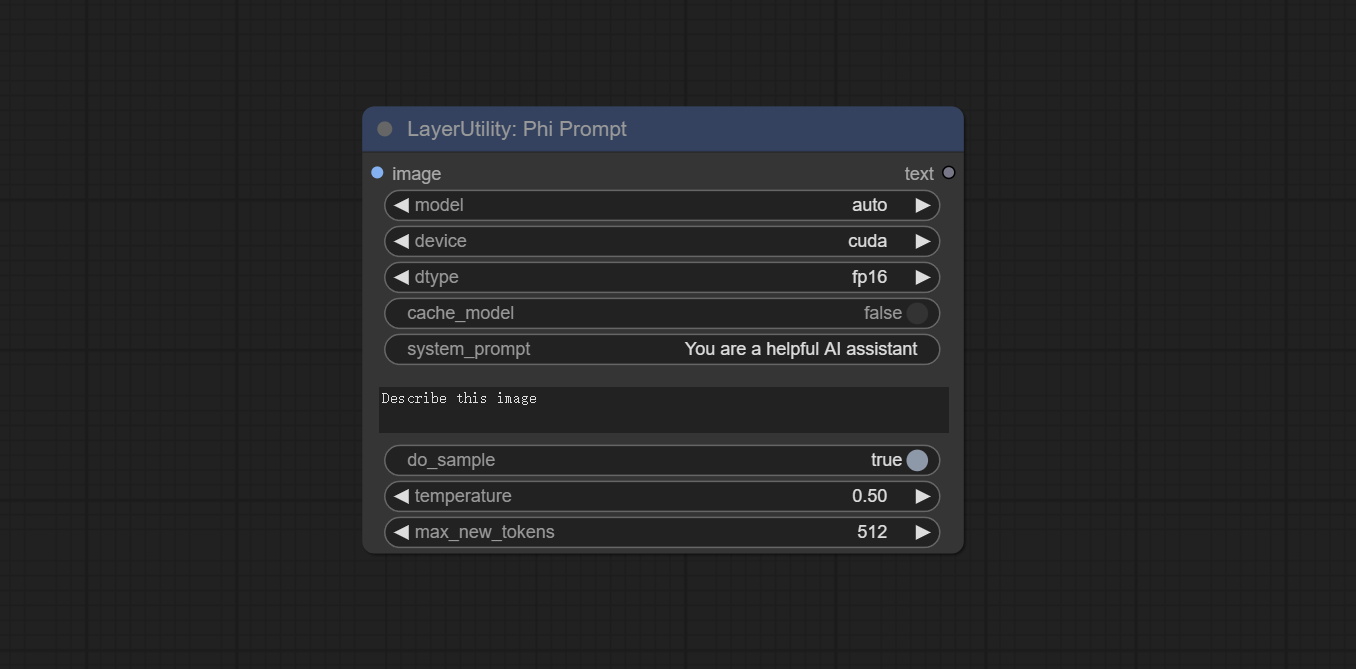 LayerUtility: Phi Prompt
image text
model auto
device cuda
dtype fp16
cache_model false
system_prompt You are a helpful AI assistant
Describe this image
do_sample true
temperature 0.50
max_new_tokens 512